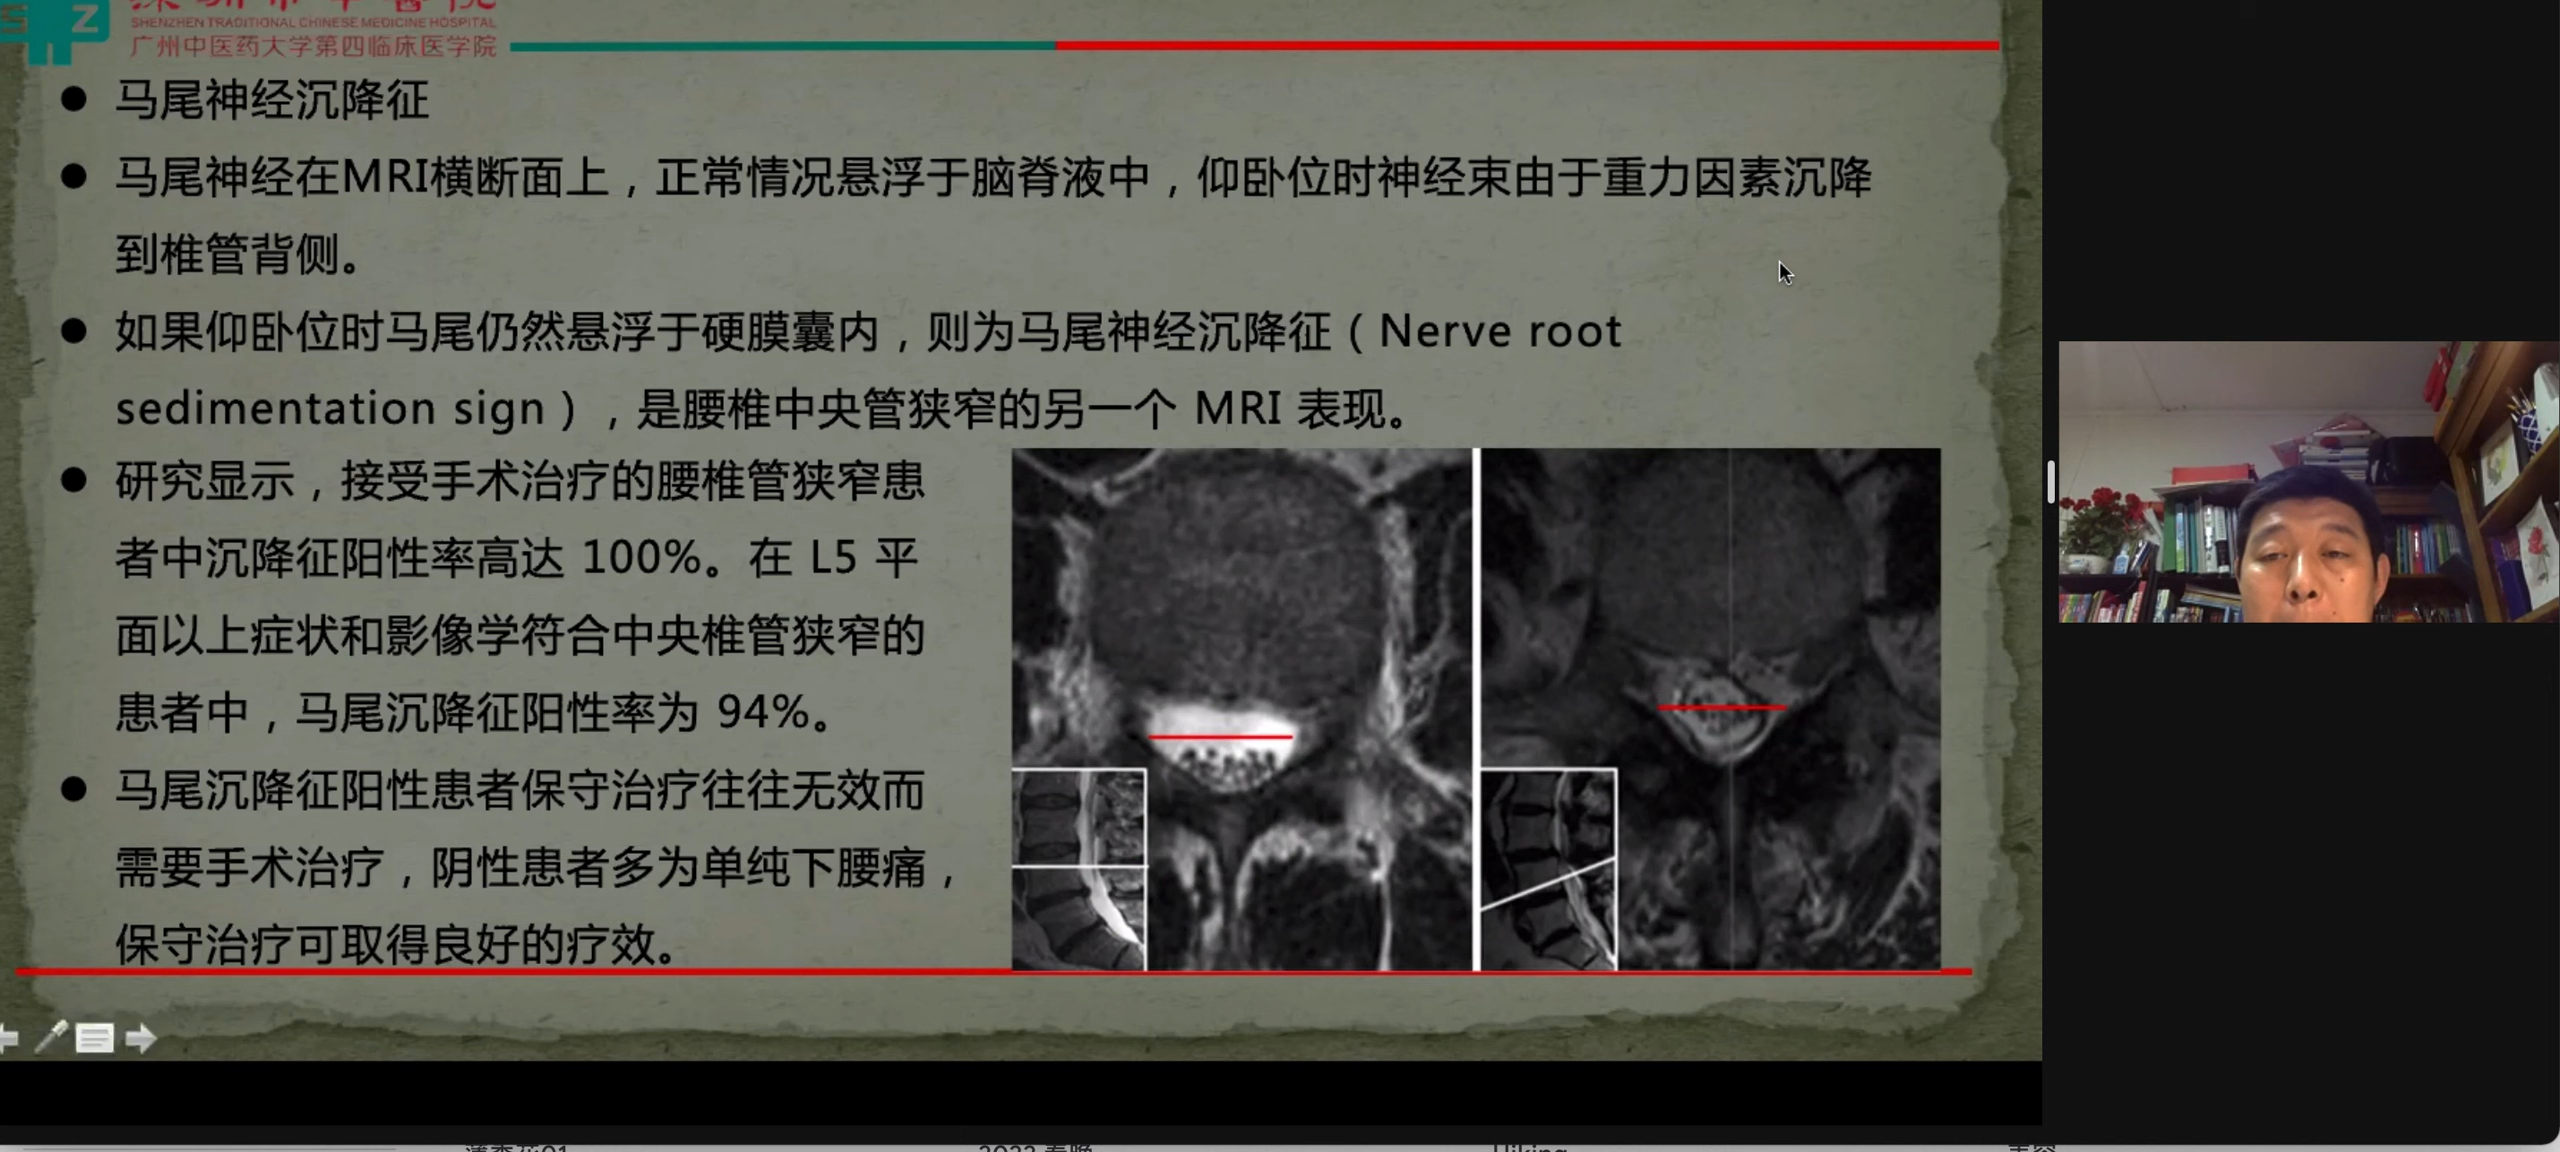 SHENZHEN TRADITIONAL CHINESE MEDICINE HOSPITAL
广州中医药大学第四临床医学院
● 马尾神经沉降征
● 马尾神经在MRI横断面上，正常情况悬浮于脑脊液中，仰卧位时神经束由于重力因素沉降
到椎管背侧。
● 如果仰卧位时马尾仍然悬浮于硬膜囊内，则为马尾神经沉降征（Nerve root
sedimentation sign），是腰椎中央管狭窄的另一个 MRI 表现。
● 研究显示，接受手术治疗的腰椎管狭窄患
者中沉降征阳性率高达 100%。在 L5 平
面以上症状和影像学符合中央椎管狭窄的
患者中，马尾沉降征阳性率为 94%。
● 马尾沉降征阳性患者保守治疗往往无效而
需要手术治疗，阴性患者多为单纯下腰痛，
保守治疗可取得良好的疗效。